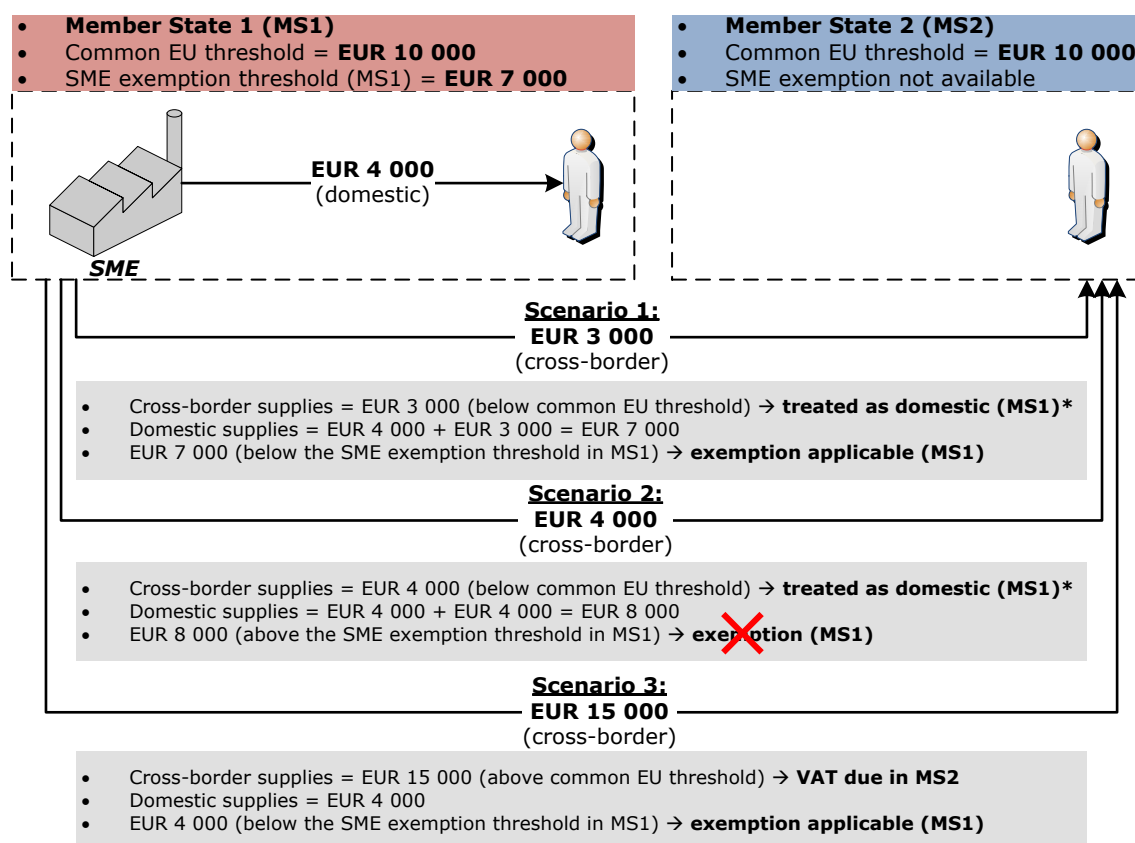 • Member State 1 (MS1)
• Common EU threshold = EUR 10 000
• SME exemption threshold (MS1) = EUR 7 000
• Member State 2 (MS2)
• Common EU threshold = EUR 10 000
• SME exemption not available
EUR 4 000
(domestic)
SME
Scenario 1:
EUR 3 000
(cross-border)
• Cross-border supplies = EUR 3 000 (below common EU threshold) → treated as domestic (MS1)*
• Domestic supplies = EUR 4 000 + EUR 3 000 = EUR 7 000
• EUR 7 000 (below the SME exemption threshold in MS1) → exemption applicable (MS1)
Scenario 2:
EUR 4 000
(cross-border)
• Cross-border supplies = EUR 4 000 (below common EU threshold) → treated as domestic (MS1)*
• Domestic supplies = EUR 4 000 + EUR 4 000 = EUR 8 000
• EUR 8 000 (above the SME exemption threshold in MS1) → exemption (MS1)
Scenario 3:
EUR 15 000
(cross-border)
• Cross-border supplies = EUR 15 000 (above common EU threshold) → VAT due in MS2
• Domestic supplies = EUR 4 000
• EUR 4 000 (below the SME exemption threshold in MS1) → exemption applicable (MS1)